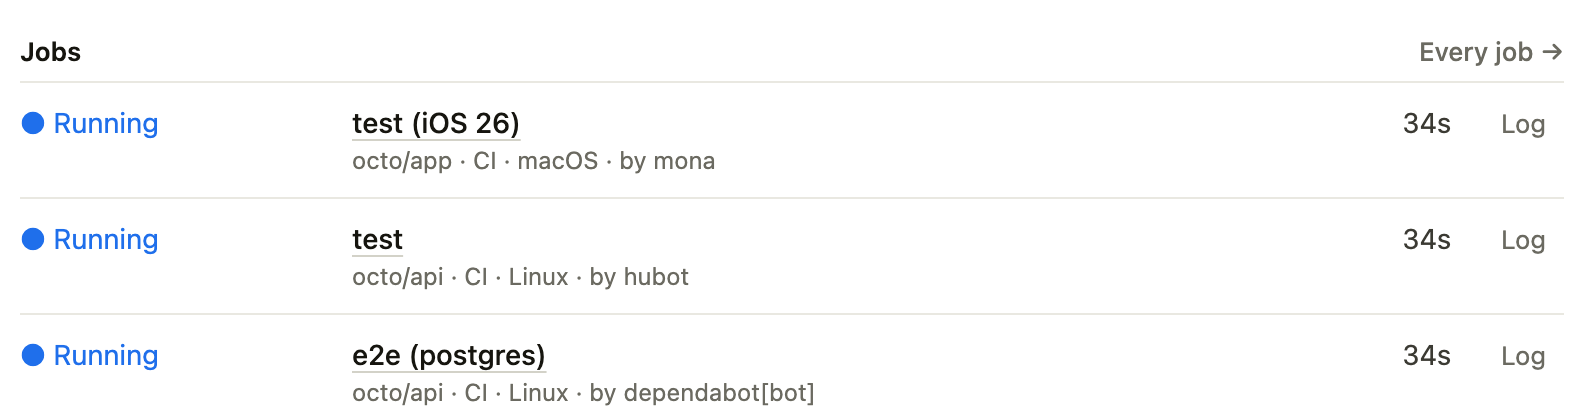 Jobs
Every job →
Running
test (iOS 26)
34s
Log
octo/app · CI · macOS · by mona
Running
test
34s
Log
octo/api · CI · Linux · by hubot
Running
e2e (postgres)
34s
Log
octo/api · CI · Linux · by dependabot[bot]